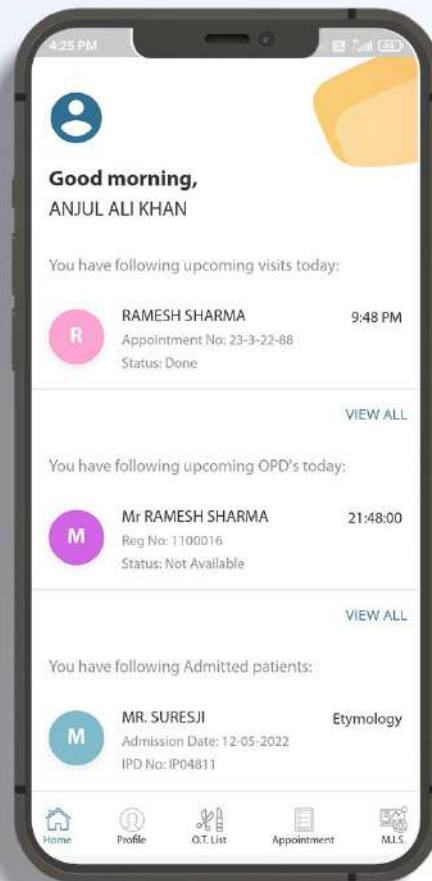 4:25 PM
Good morning,
ANJUL ALI KHAN
You have following upcoming visits today:
R
RAMESH SHARMA
9:48 PM
Appointment No: 23-3-22-88
Status: Done
VIEW ALL
You have following upcoming OPD's today:
M
Mr RAMESH SHARMA
21:48:00
Reg No: 1100016
Status: Not Available
VIEW ALL
You have following Admitted patients:
M
MR. SURESJI
Etymology
Admission Date: 12-05-2022
IPD No: IP04811
Home
Profile
O.T. List
Appointment
M.I.S.